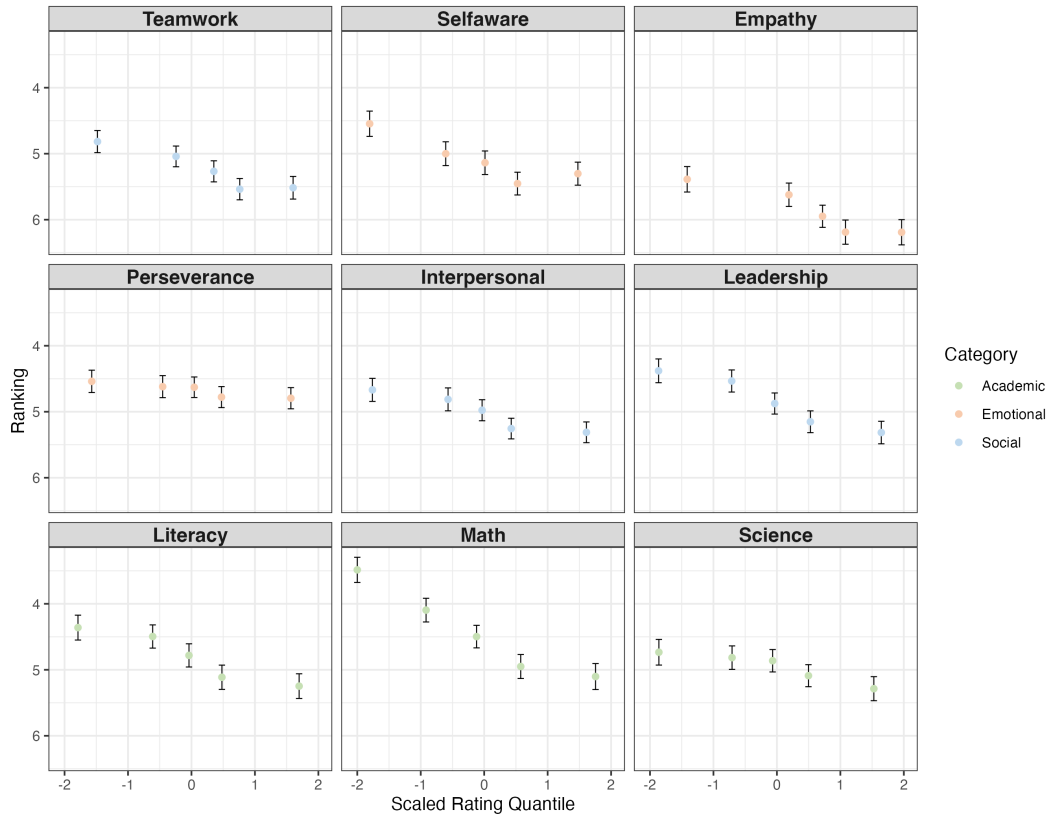 Teamwork Selfaware Empathy
4
5
6
Perseverance Interpersonal Leadership
4
5
6
Literacy Math Science
4
5
6
-2 -1 0 1 2 -2 -1 0 1 2 -2 -1 0 1 2
Scaled Rating Quantile
Ranking
Category
Academic
Emotional
Social